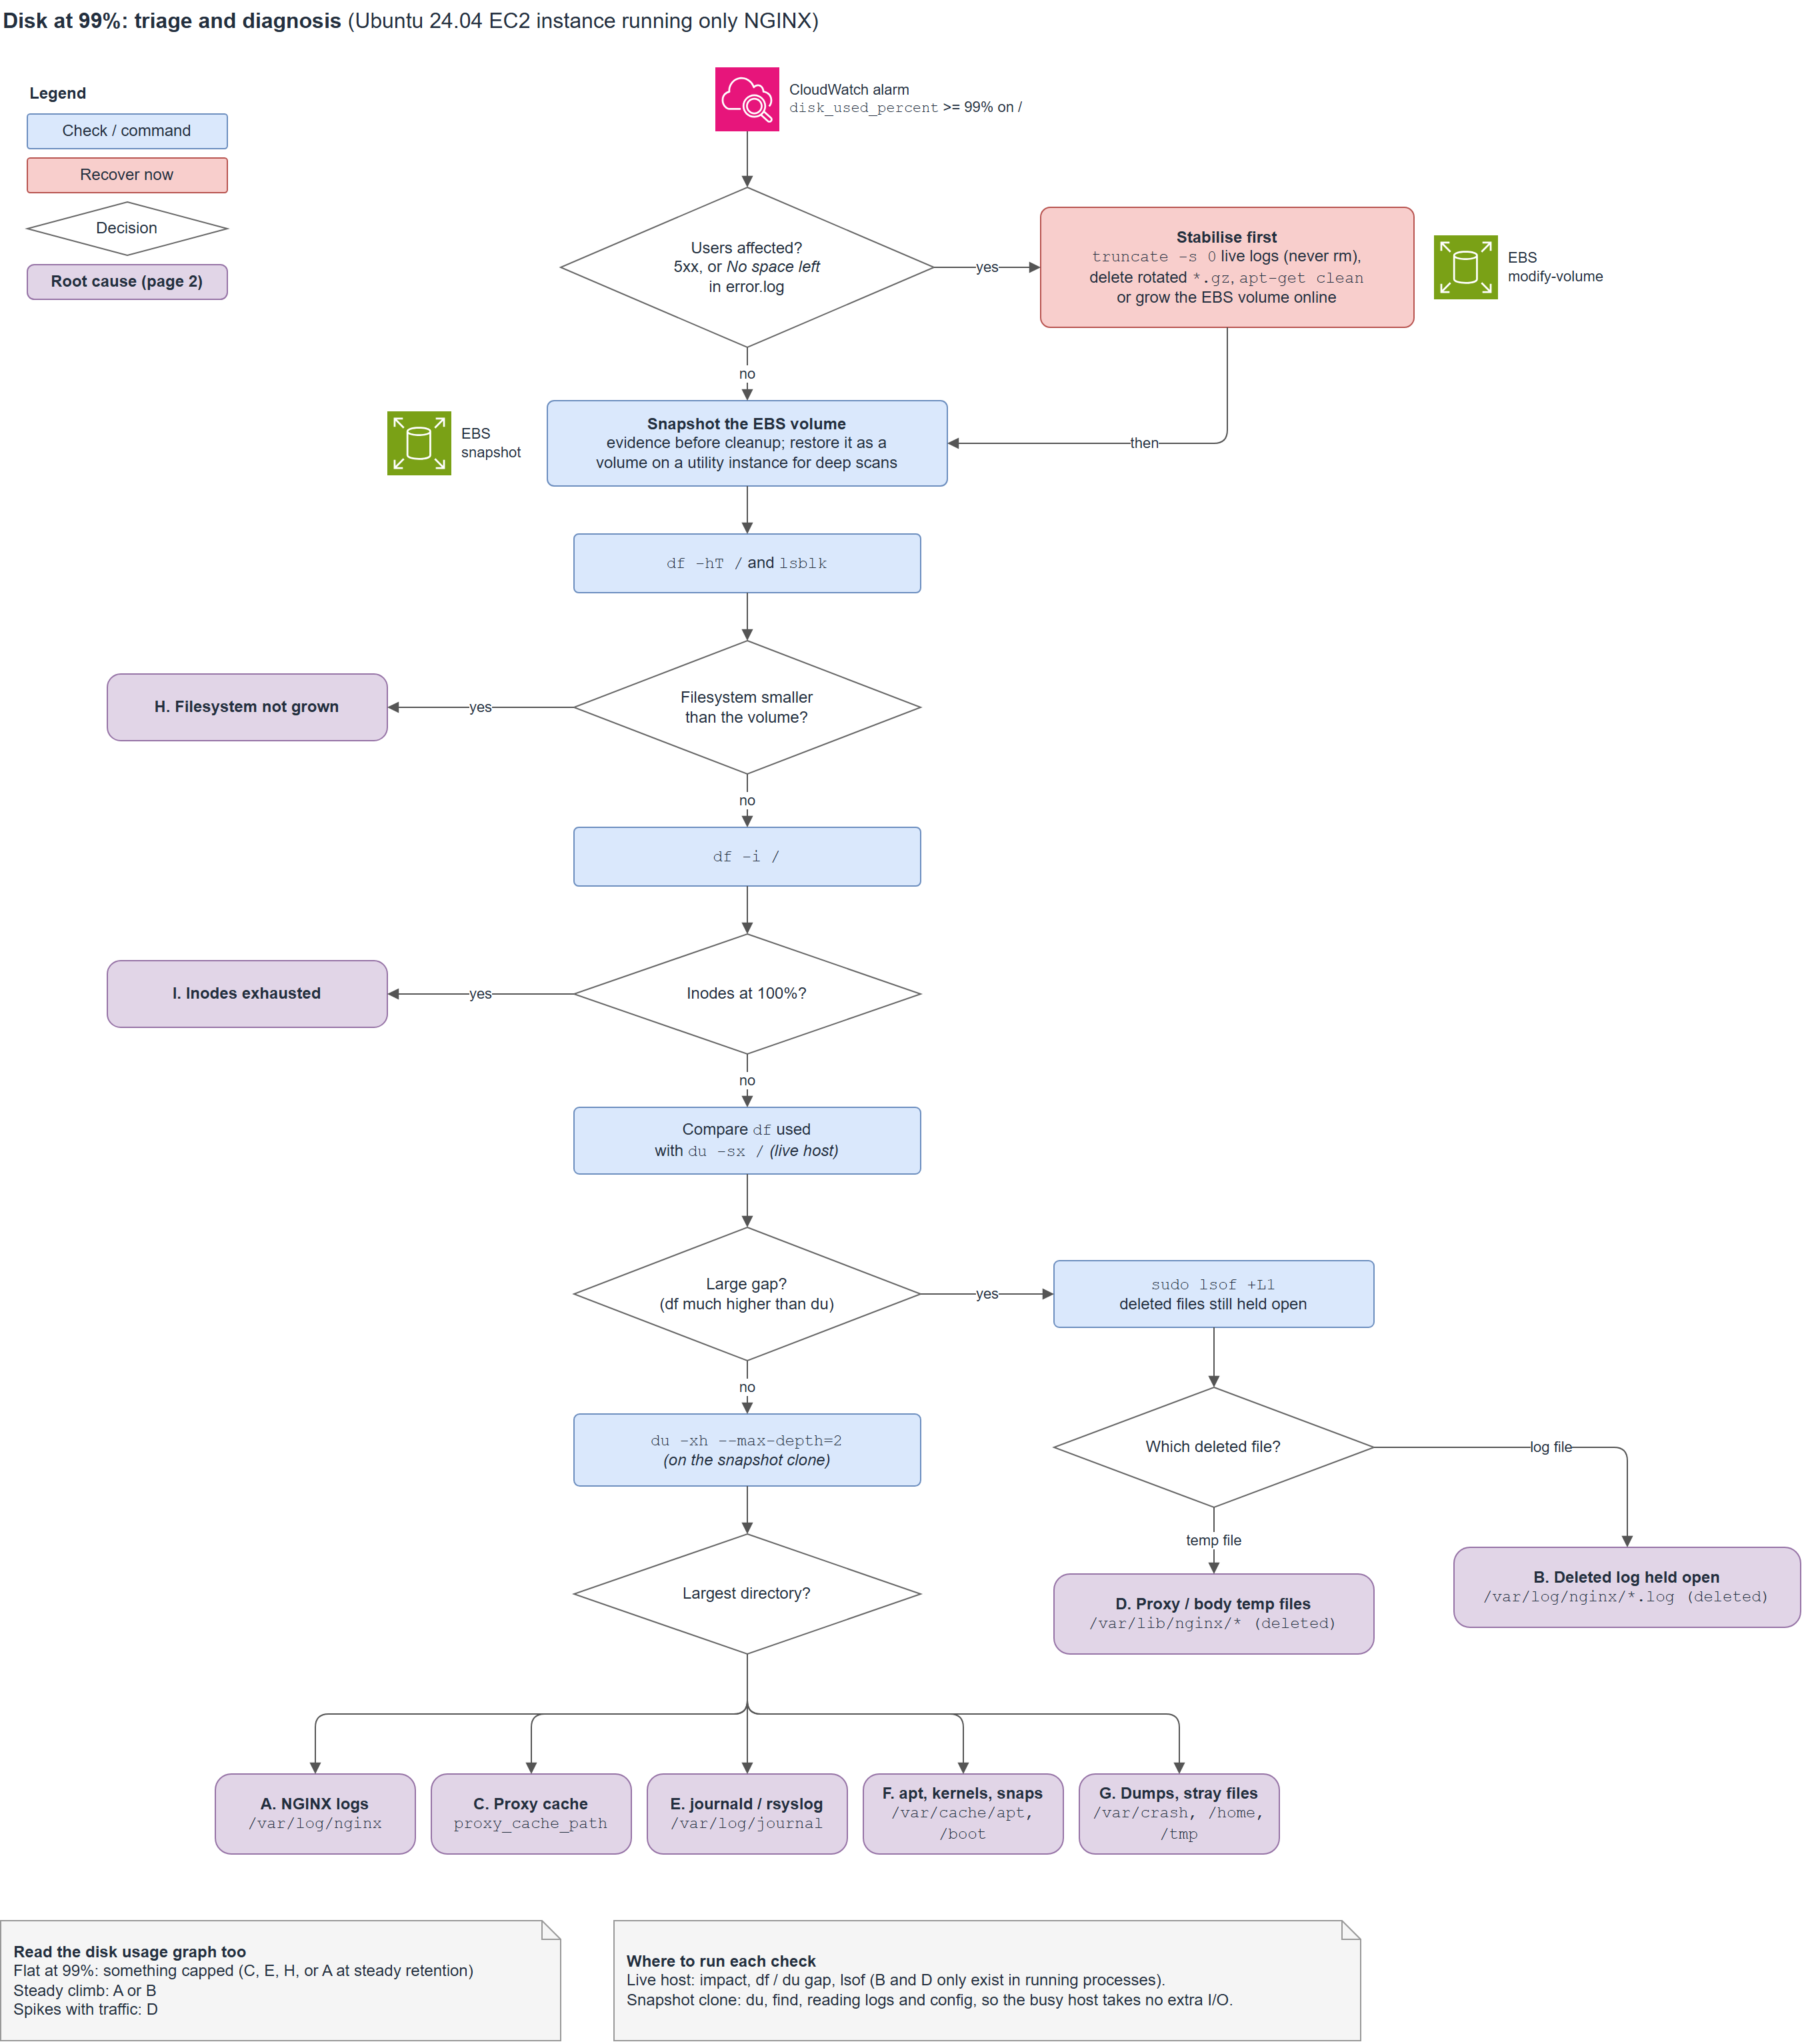 Disk at 99%: triage and diagnosis (Ubuntu 24.04 EC2 instance running only NGINX)
Legend
Check / command
Recover now
Decision
Root cause (page 2)
CloudWatch alarm
disk_used_percent >= 99% on /
Users affected?
5xx, or No space left
in error.log
yes
Stabilise first
truncate -s 0 live logs (never rm),
delete rotated *.gz, apt-get clean
or grow the EBS volume online
EBS
modify-volume
no
then
EBS
snapshot
Snapshot the EBS volume
evidence before cleanup; restore it as a
volume on a utility instance for deep scans
df -hT / and lsblk
Filesystem smaller
than the volume?
yes
H. Filesystem not grown
no
df -i /
Inodes at 100%?
yes
I. Inodes exhausted
no
Compare df used
with du -sx / (live host)
Large gap?
(df much higher than du)
yes
sudo lsof +L1
deleted files still held open
no
du -xh --max-depth=2
(on the snapshot clone)
Which deleted file?
log file
temp file
B. Deleted log held open
/var/log/nginx/*.log (deleted)
D. Proxy / body temp files
/var/lib/nginx/* (deleted)
Largest directory?
A. NGINX logs
/var/log/nginx
C. Proxy cache
proxy_cache_path
E. journald / rsyslog
/var/log/journal
F. apt, kernels, snaps
/var/cache/apt,
/boot
G. Dumps, stray files
/var/crash, /home,
/tmp
Read the disk usage graph too
Flat at 99%: something capped (C, E, H, or A at steady retention)
Steady climb: A or B
Spikes with traffic: D
Where to run each check
Live host: impact, df / du gap, lsof (B and D only exist in running processes).
Snapshot clone: du, find, reading logs and config, so the busy host takes no extra I/O.